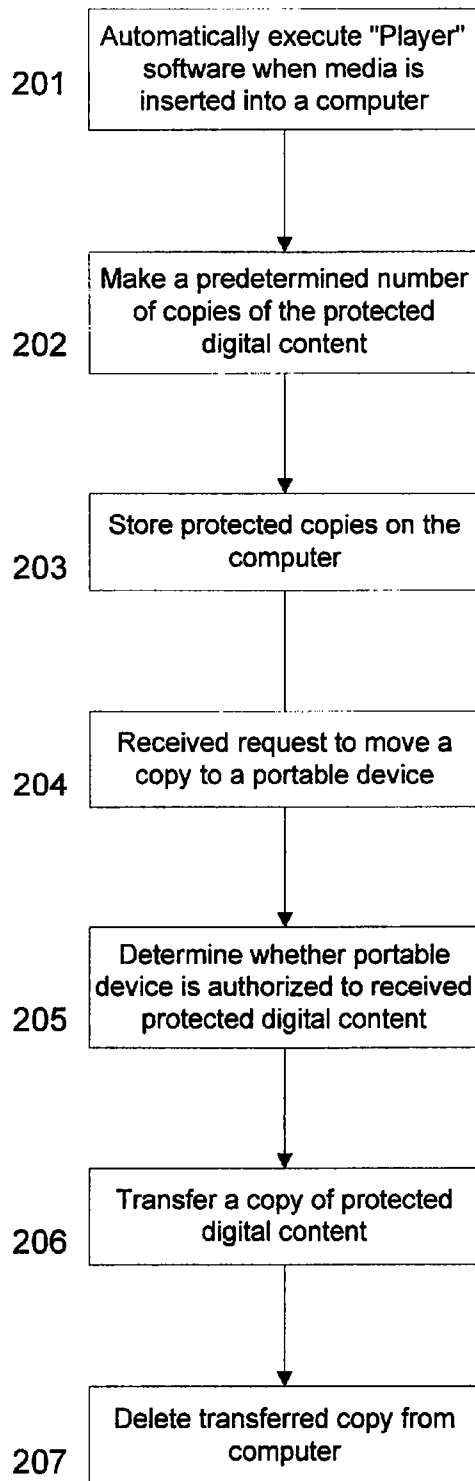 Automatically execute "Player"
201
software when media is
inserted into a computer
Make a predetermined number
of copies of the protected
202
digital content
Store protected copies on the
203
computer
Received request to move a
204
copy to a portable device
Determine whether portable
device is authorized to received
205
protected digital content
Transfer a copy of protected
206
digital content
Delete transferred copy from
207
computer